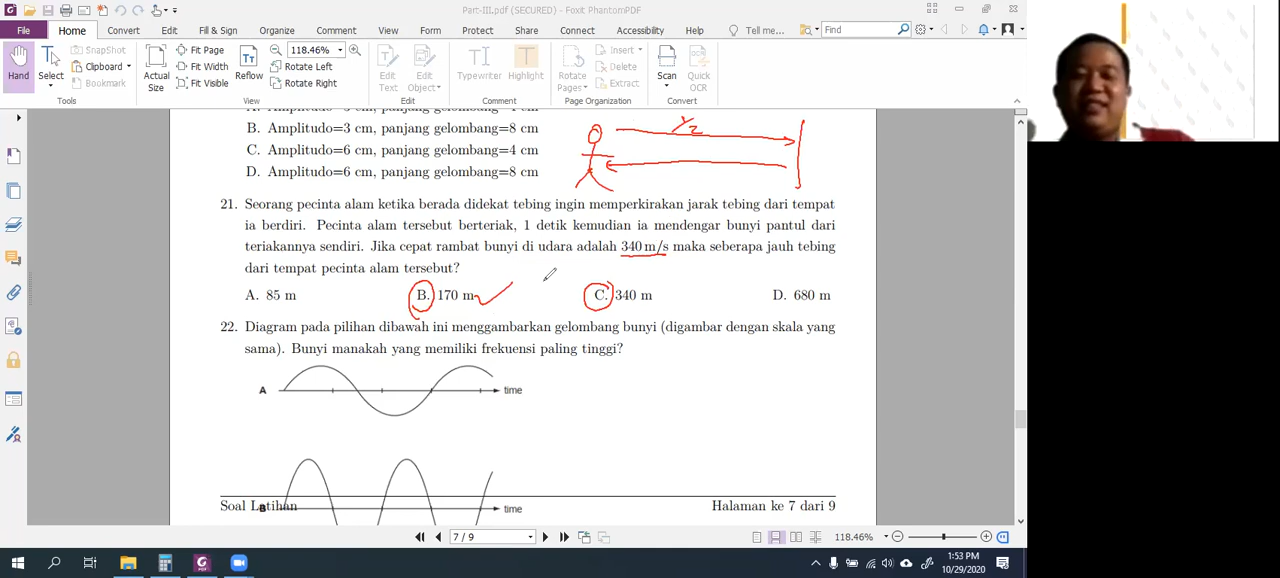 Part-III.pdf (SECURED) - Foxit PhantomPDF
File Home Convert Edit Fill & Sign Organize Comment View Form Protect Share Connect Accessibility Help Tell me... Find
SnapShot
Clipboard
Bookmark
Hand
Select
Tools
Actual Size
Fit Page
Fit Width
Fit Visible
Reflow
118.46%
Rotate Left
Rotate Right
View
Edit Text
Edit Object
Edit
Typewriter
Highlight
Comment
Rotate Pages
Insert
Delete
Extract
Page Organization
Scan
Quick OCR
Convert
B. Amplitudo=3 cm, panjang gelombang=8 cm
C. Amplitudo=6 cm, panjang gelombang=4 cm
D. Amplitudo=6 cm, panjang gelombang=8 cm
21. Seorang pecinta alam ketika berada didekat tebing ingin memperkirakan jarak tebing dari tempat
ia berdiri. Pecinta alam tersebut berteriak, 1 detik kemudian ia mendengar bunyi pantul dari
teriakannya sendiri. Jika cepat rambat bunyi di udara adalah 340 m/s maka seberapa jauh tebing
dari tempat pecinta alam tersebut?
A. 85 m B. 170 m C. 340 m D. 680 m
22. Diagram pada pilihan dibawah ini menggambarkan gelombang bunyi (digambar dengan skala yang
sama). Bunyi manakah yang memiliki frekuensi paling tinggi?
A time
B time
Soal Latihan Halaman ke 7 dari 9
7 / 9 118.46%
1:53 PM
10/29/2020